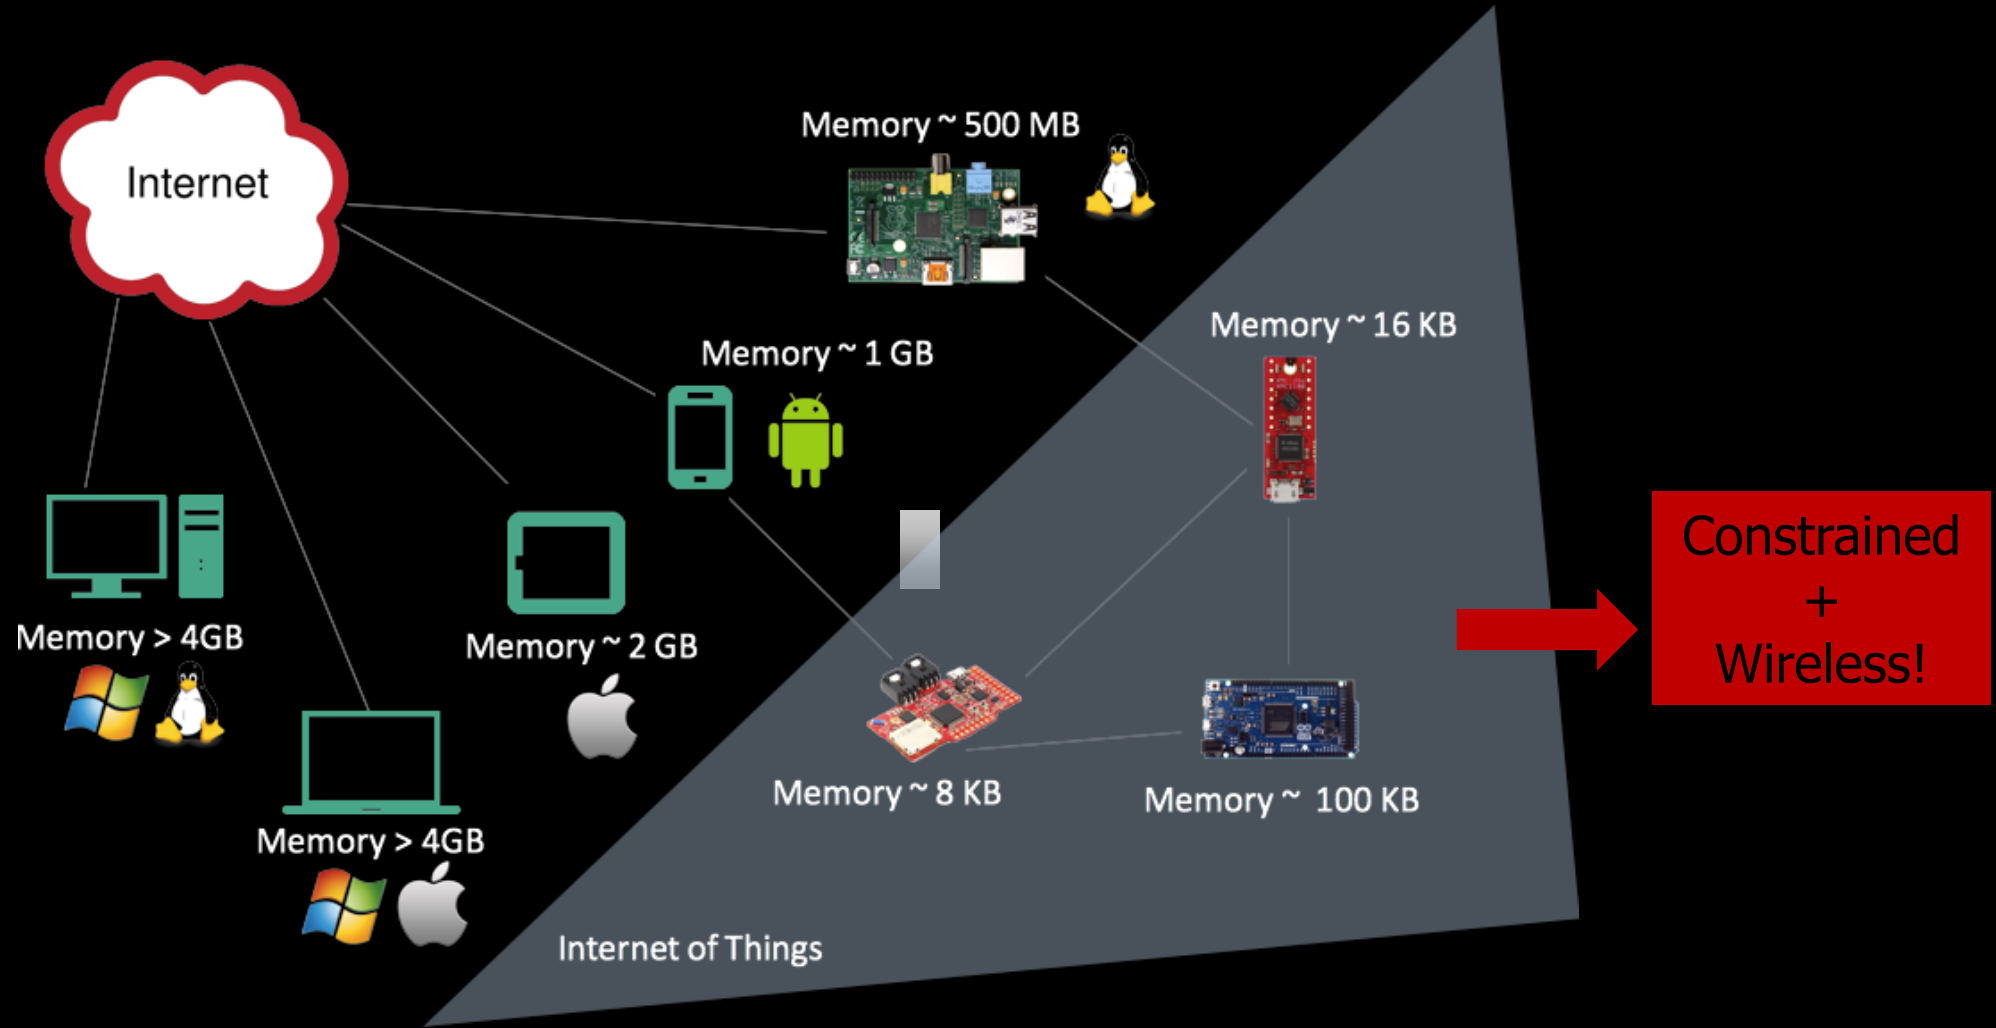 Internet
Memory ~ 500 MB
Memory ~ 16 KB
Memory ~ 1 GB
Memory > 4GB
Memory ~ 2 GB
Memory > 4GB
Memory ~ 8 KB
Memory ~ 100 KB
Internet of Things
Constrained
+
Wireless!